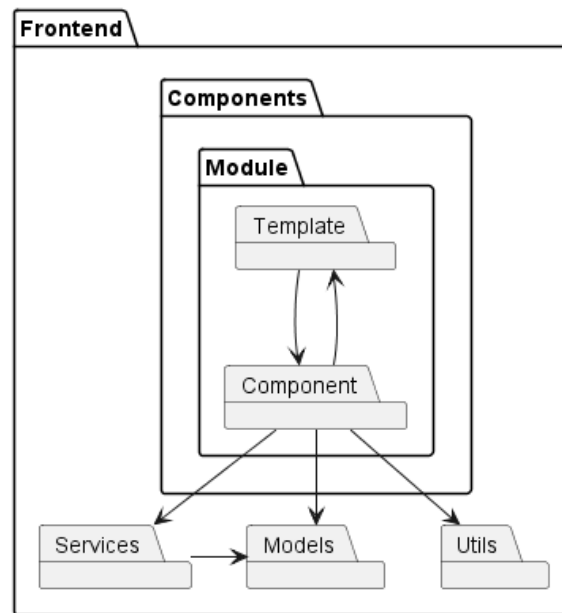 Frontend
Components
Module
Template
Component
Services
Models
Utils